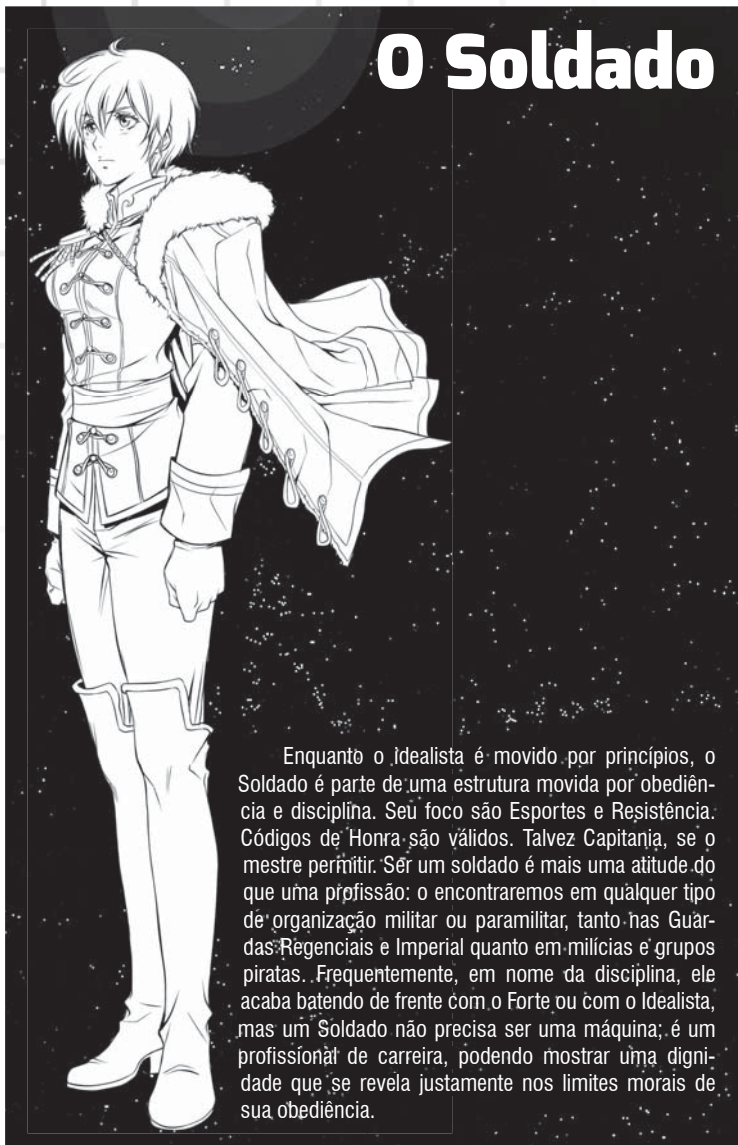 O Soldado
Enquanto o Idealista é movido por princípios, o
Soldado é parte de uma estrutura movida por obediên-
cia e disciplina. Seu foco são Esportes e Resistência.
Códigos de Honra são válidos. Talvez Capitania, se o
mestre permitir. Ser um soldado é mais uma atitude do
que uma profissão: o encontraremos em qualquer tipo
de organização militar ou paramilitar, tanto nas Guar-
das Regenciais e Imperial quanto em milícias e grupos
piratas. Frequentemente, em nome da disciplina, ele
acaba batendo de frente com o Forte ou com o Idealista,
mas um Soldado não precisa ser uma máquina; é um
profissional de carreira, podendo mostrar uma digni-
dade que se revela justamente nos limites morais de
sua obediência.